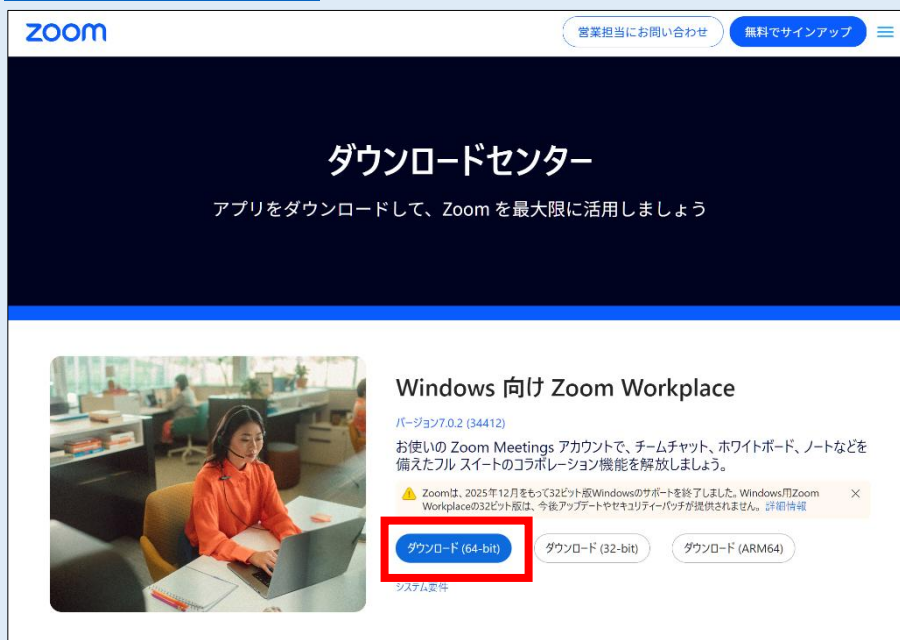 zoom
営業担当にお問い合わせ
無料でサインアップ
ダウンロードセンター
アプリをダウンロードして、Zoom を最大限に活用しましょう
Windows 向け Zoom Workplace
バージョン7.0.2 (34412)
お使いの Zoom Meetings アカウントで、チームチャット、ホワイトボード、ノートなどを
備えたフル スイートのコラボレーション機能を解放しましょう。
Zoomは、2025年12月をもって32ビット版Windowsのサポートを終了しました。Windows用Zoom
Workplaceの32ビット版は、今後アップデートやセキュリティーパッチが提供されません。詳細情報
ダウンロード (64-bit)
ダウンロード (32-bit)
ダウンロード (ARM64)
システム要件